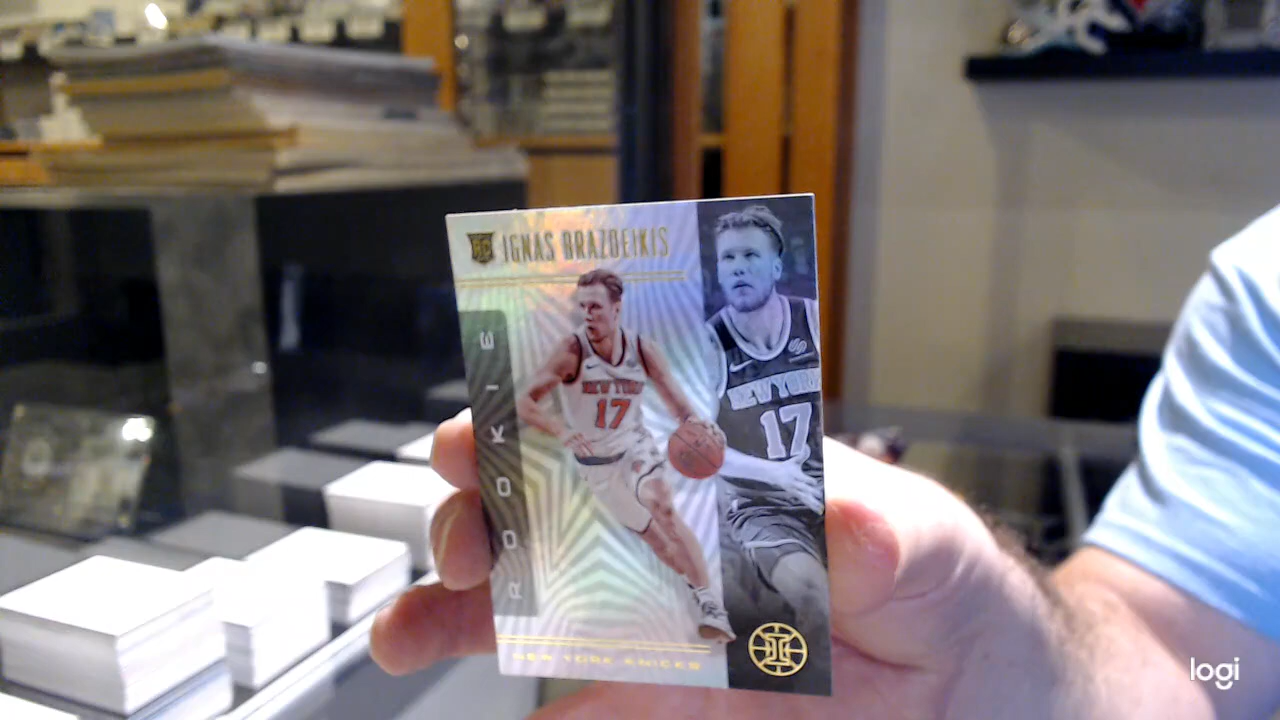 RC IGNAS BRAZDEIKIS
ROOKIE
NEW YORK
17
NEW YORK
17
NEW YORK KNICKS
logi